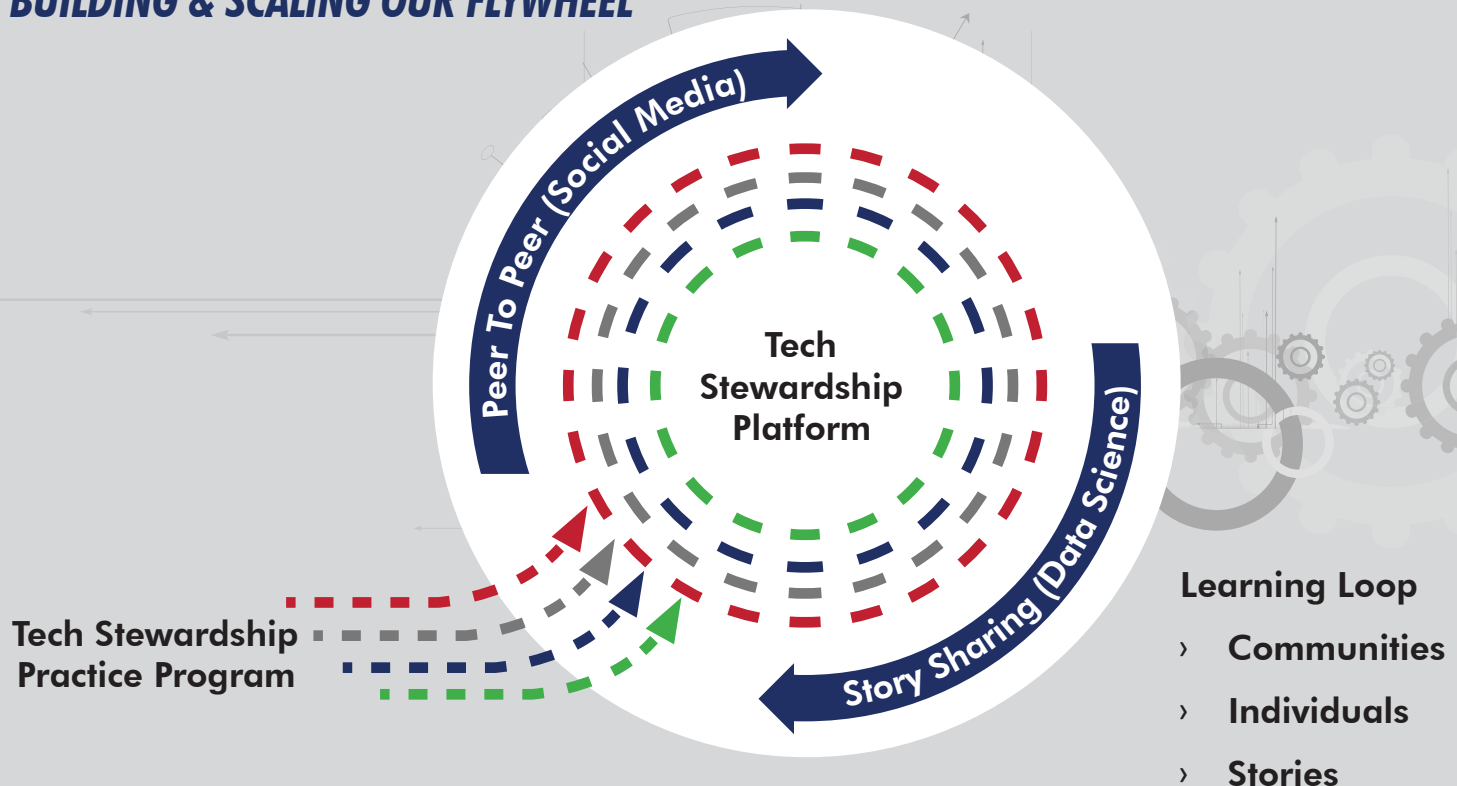 BUILDING & SCALING OUR FLYWHEEL
Peer To Peer (Social Media)
Tech
Stewardship
Platform
Story Sharing (Data Science)
Tech Stewardship
Practice Program
Learning Loop
› Communities
› Individuals
› Stories